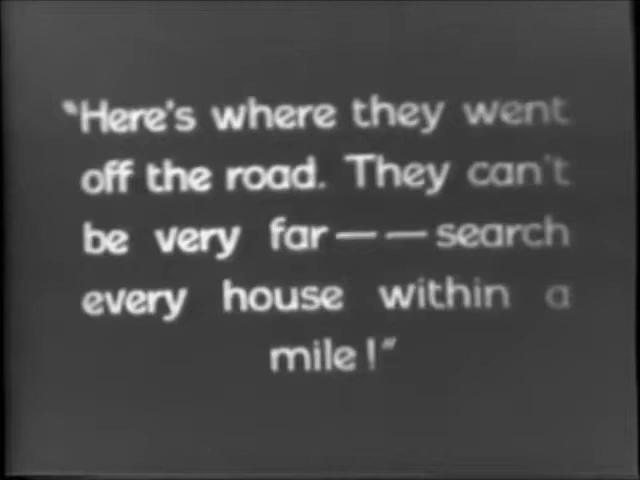 "Here's where they went
off the road. They can't
be very far——search
every house within a
mile!"